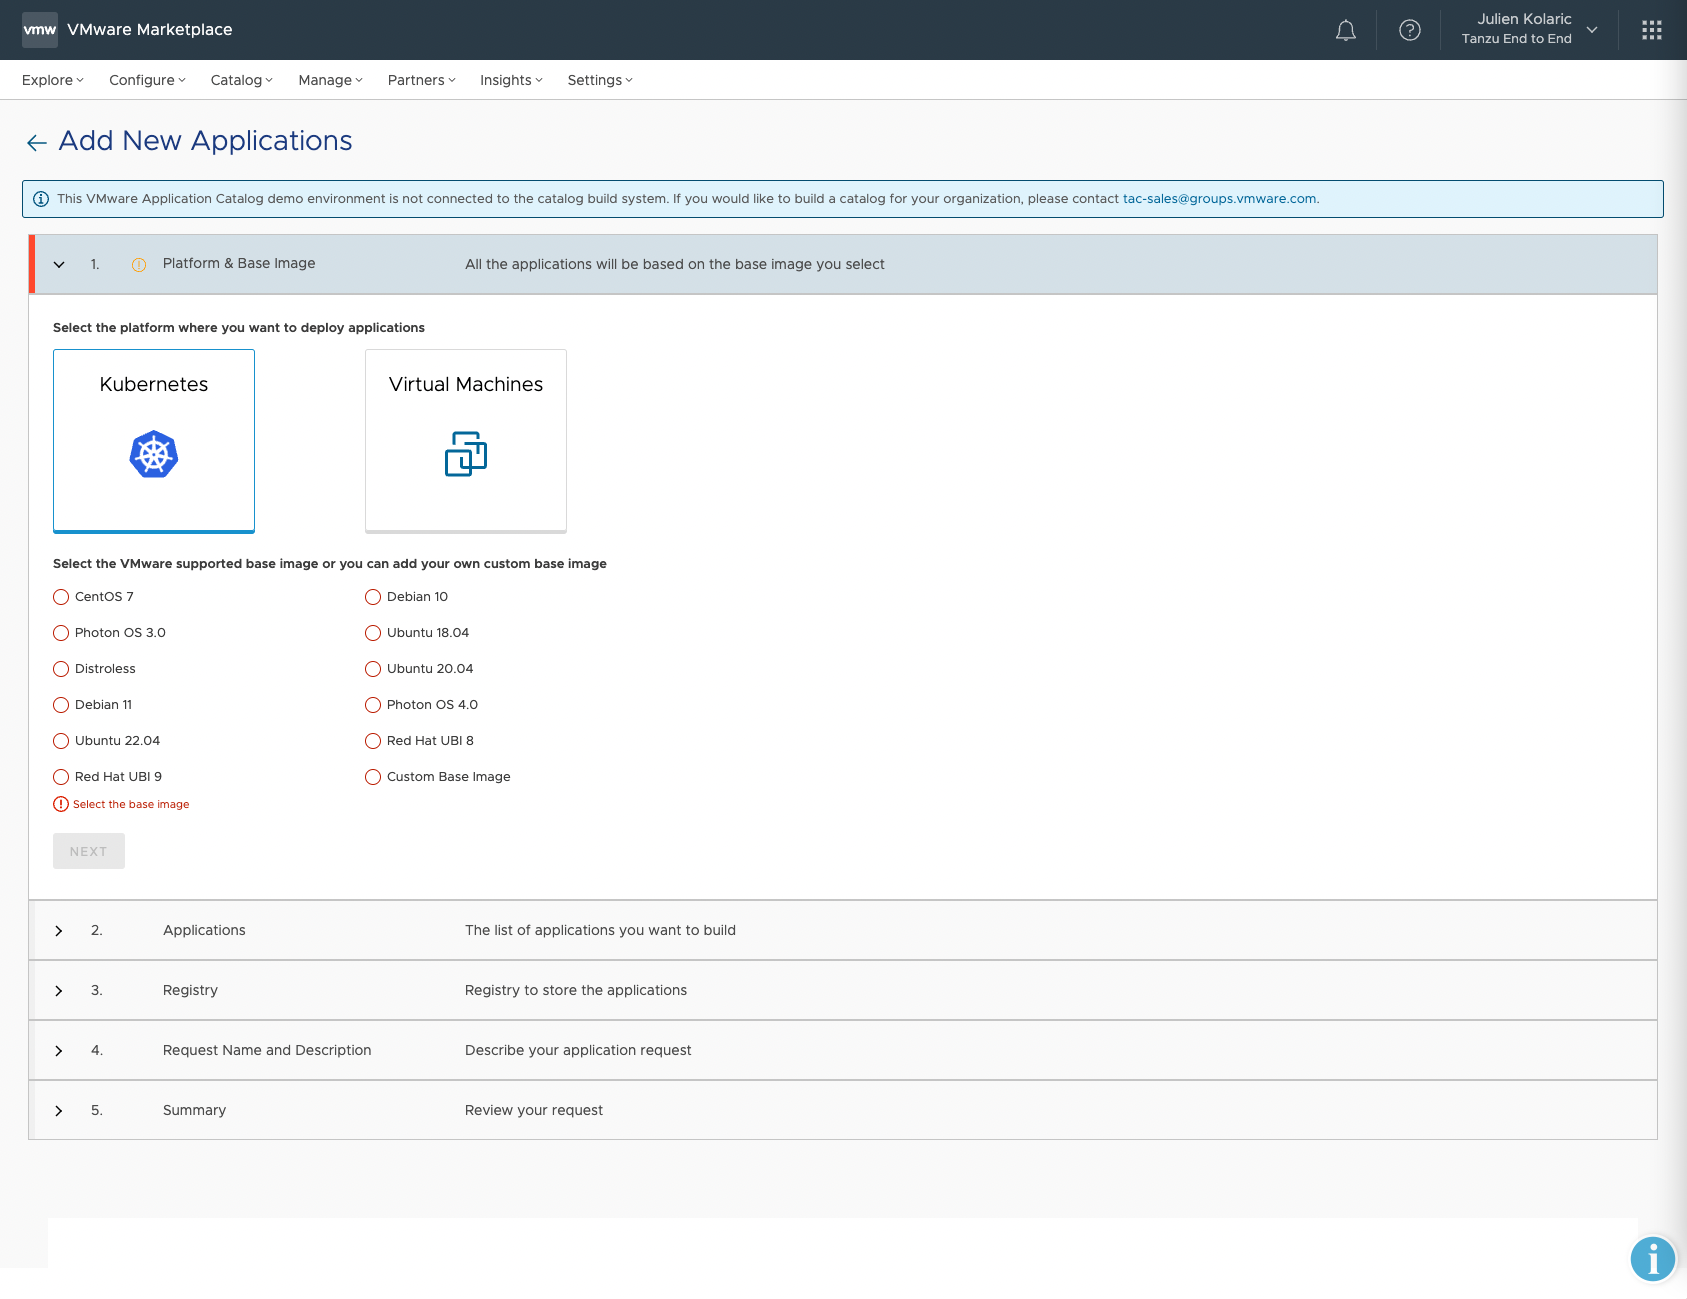 vmw VMware Marketplace
Julien Kolaric
Tanzu End to End
Explore Configure Catalog Manage Partners Insights Settings
Add New Applications
This VMware Application Catalog demo environment is not connected to the catalog build system. If you would like to build a catalog for your organization, please contact tac-sales@groups.vmware.com.
1. Platform & Base Image All the applications will be based on the base image you select
Select the platform where you want to deploy applications
Kubernetes Virtual Machines
Select the VMware supported base image or you can add your own custom base image
CentOS 7 Debian 10
Photon OS 3.0 Ubuntu 18.04
Distroless Ubuntu 20.04
Debian 11 Photon OS 4.0
Ubuntu 22.04 Red Hat UBI 8
Red Hat UBI 9 Custom Base Image
Select the base image
NEXT
2. Applications The list of applications you want to build
3. Registry Registry to store the applications
4. Request Name and Description Describe your application request
5. Summary Review your request